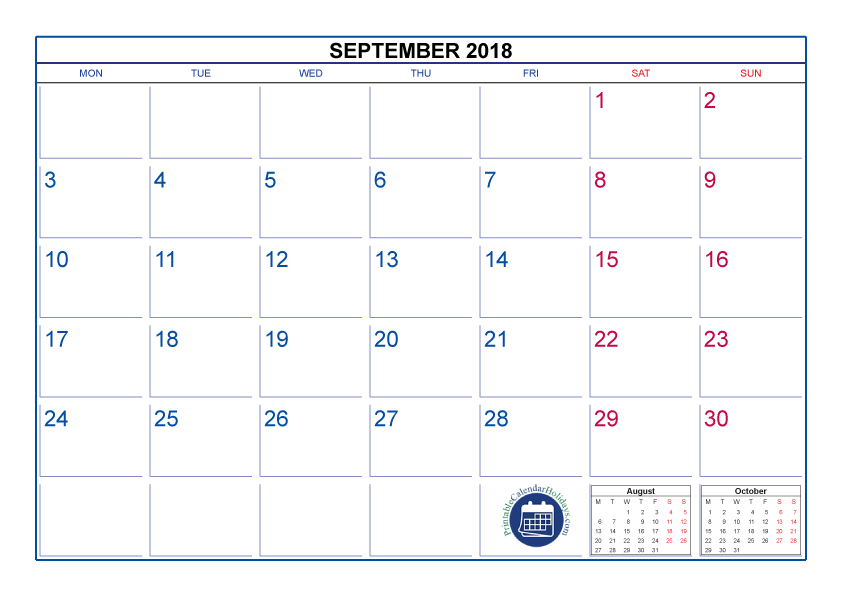 SEPTEMBER 2018
MON TUE WED THU FRI SAT SUN
1 2
3 4 5 6 7 8 9
10 11 12 13 14 15 16
17 18 19 20 21 22 23
24 25 26 27 28 29 30
PrintableCalendarHolidays.com
August
M T W T F S S
1 2 3 4 5
6 7 8 9 10 11 12
13 14 15 16 17 18 19
20 21 22 23 24 25 26
27 28 29 30 31
October
M T W T F S S
1 2 3 4 5 6 7
8 9 10 11 12 13 14
15 16 17 18 19 20 21
22 23 24 25 26 27 28
29 30 31